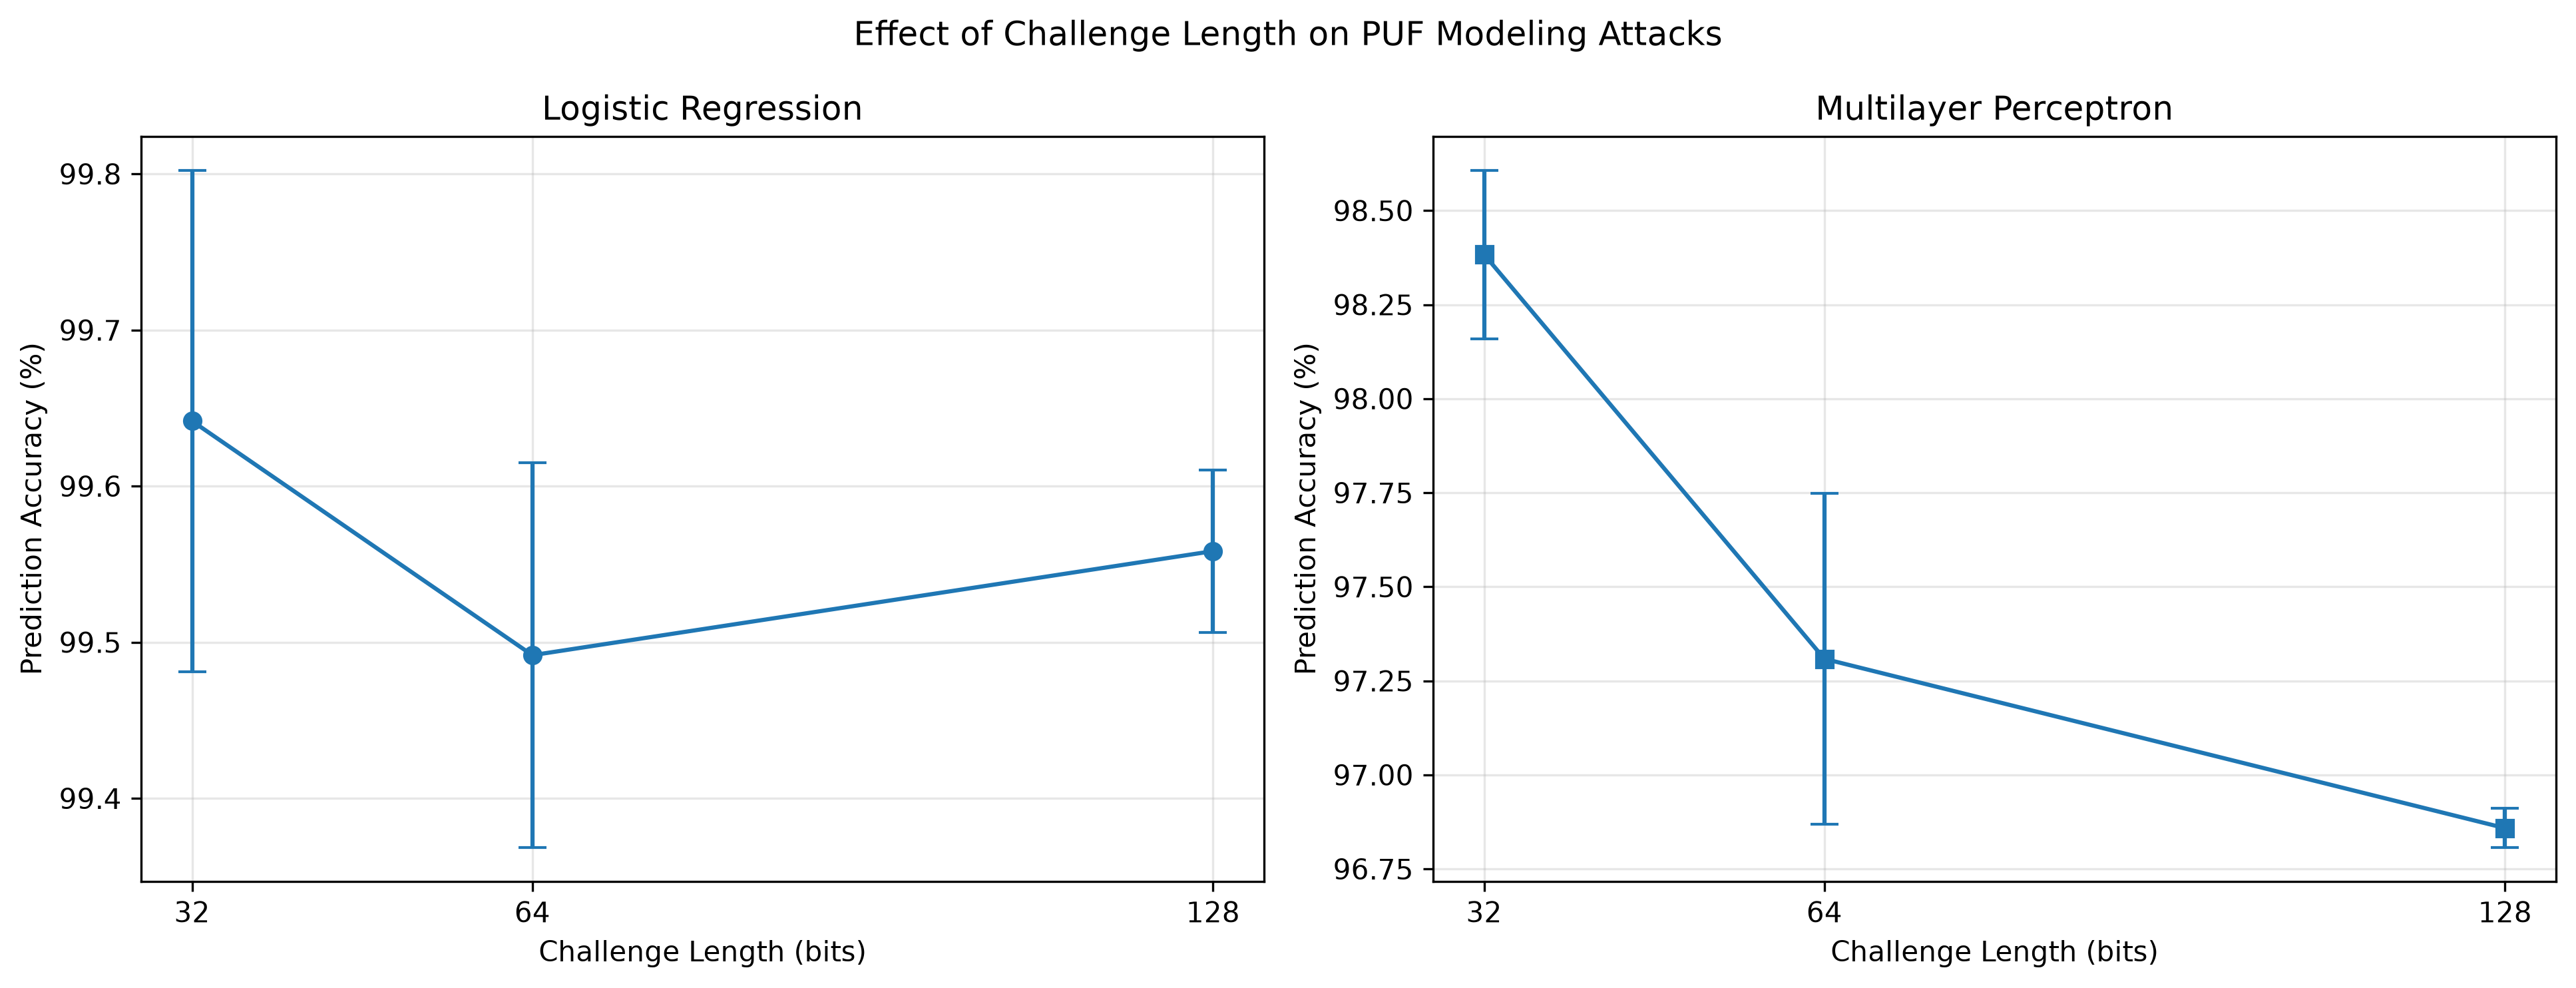 Effect of Challenge Length on PUF Modeling Attacks
Logistic Regression
Prediction Accuracy (%)
99.8
99.7
99.6
99.5
99.4
32 64 128
Challenge Length (bits)
Multilayer Perceptron
Prediction Accuracy (%)
98.50
98.25
98.00
97.75
97.50
97.25
97.00
96.75
32 64 128
Challenge Length (bits)